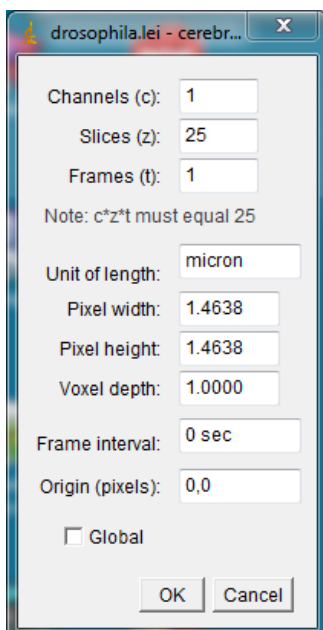 drosophila.lei - cerebr...
X
Channels (c): 1
Slices (z): 25
Frames (t): 1
Note: c*z*t must equal 25
Unit of length: micron
Pixel width: 1.4638
Pixel height: 1.4638
Voxel depth: 1.0000
Frame interval: 0 sec
Origin (pixels): 0,0
Global
OK Cancel